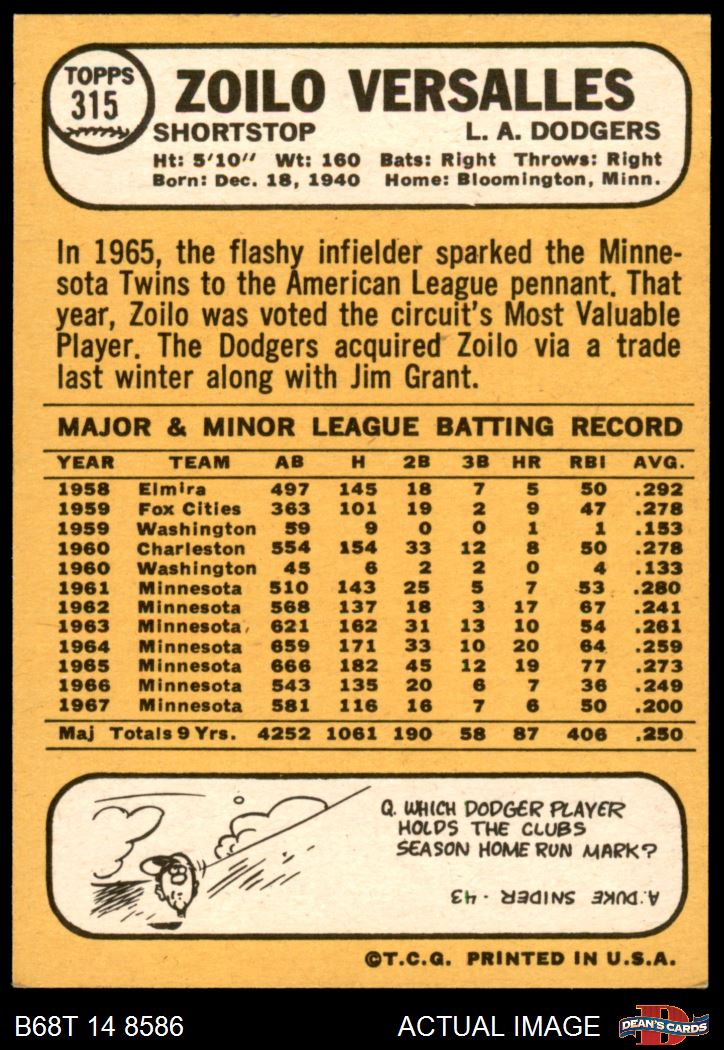 TOPPS
315
ZOILO VERSALLES
SHORTSTOP L. A. DODGERS
Ht: 5'10" Wt: 160 Bats: Right Throws: Right
Born: Dec. 18, 1940 Home: Bloomington, Minn.
In 1965, the flashy infielder sparked the Minne-
sota Twins to the American League pennant. That
year, Zoilo was voted the circuit's Most Valuable
Player. The Dodgers acquired Zoilo via a trade
last winter along with Jim Grant.
MAJOR & MINOR LEAGUE BATTING RECORD
YEAR TEAM AB H 2B 3B HR RBI AVG.
1958 Elmira 497 145 18 7 5 50 .292
1959 Fox Cities 363 101 19 2 9 47 .278
1959 Washington 59 9 0 0 1 1 .153
1960 Charleston 554 154 33 12 8 50 .278
1960 Washington 45 6 2 2 0 4 .133
1961 Minnesota 510 143 25 5 7 53 .280
1962 Minnesota 568 137 18 3 17 67 .241
1963 Minnesota 621 162 31 13 10 54 .261
1964 Minnesota 659 171 33 10 20 64 .259
1965 Minnesota 666 182 45 12 19 77 .273
1966 Minnesota 543 135 20 6 7 36 .249
1967 Minnesota 581 116 16 7 6 50 .200
Maj Totals 9 Yrs. 4252 1061 190 58 87 406 .250
Q. WHICH DODGER PLAYER
HOLDS THE CLUBS
SEASON HOME RUN MARK?
A. DUKE SNIDER - 43
©T.C.G. PRINTED IN U.S.A.
B68T 14 8586 ACTUAL IMAGE
D
DEAN'S CARDS